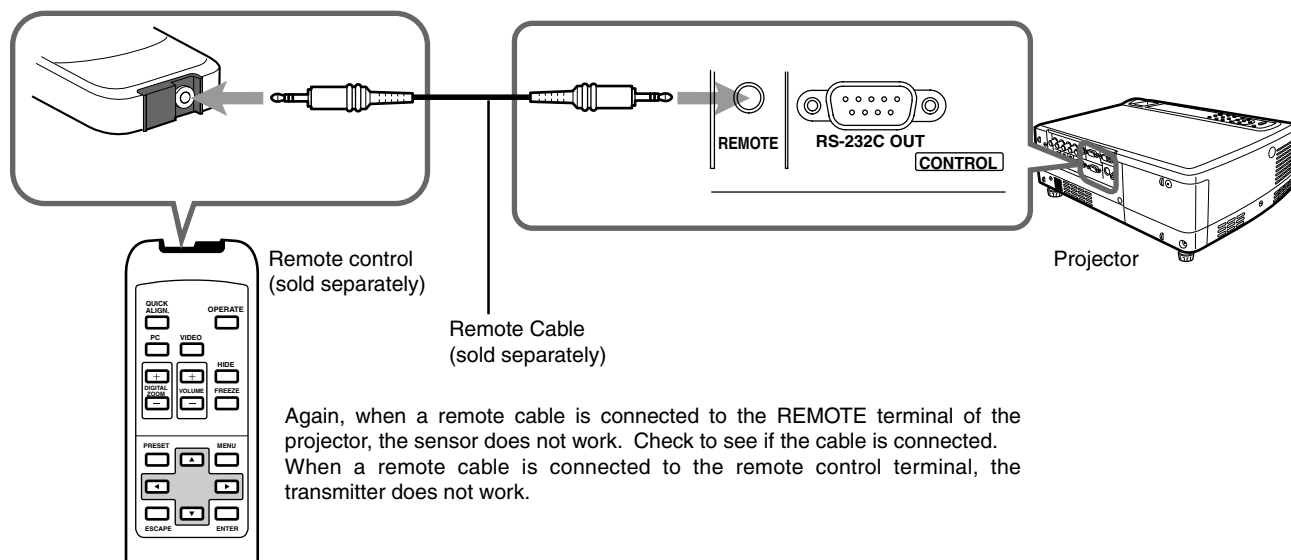 REMOTE
RS-232C OUT
CONTROL
Projector
Remote control
(sold separately)
Remote Cable
(sold separately)
QUICK
ALIGN.
OPERATE
PC
VIDEO
HIDE
DIGITAL
ZOOM
VOLUME
FREEZE
PRESET
MENU
ESCAPE
ENTER
Again, when a remote cable is connected to the REMOTE terminal of the
projector, the sensor does not work. Check to see if the cable is connected.
When a remote cable is connected to the remote control terminal, the
transmitter does not work.